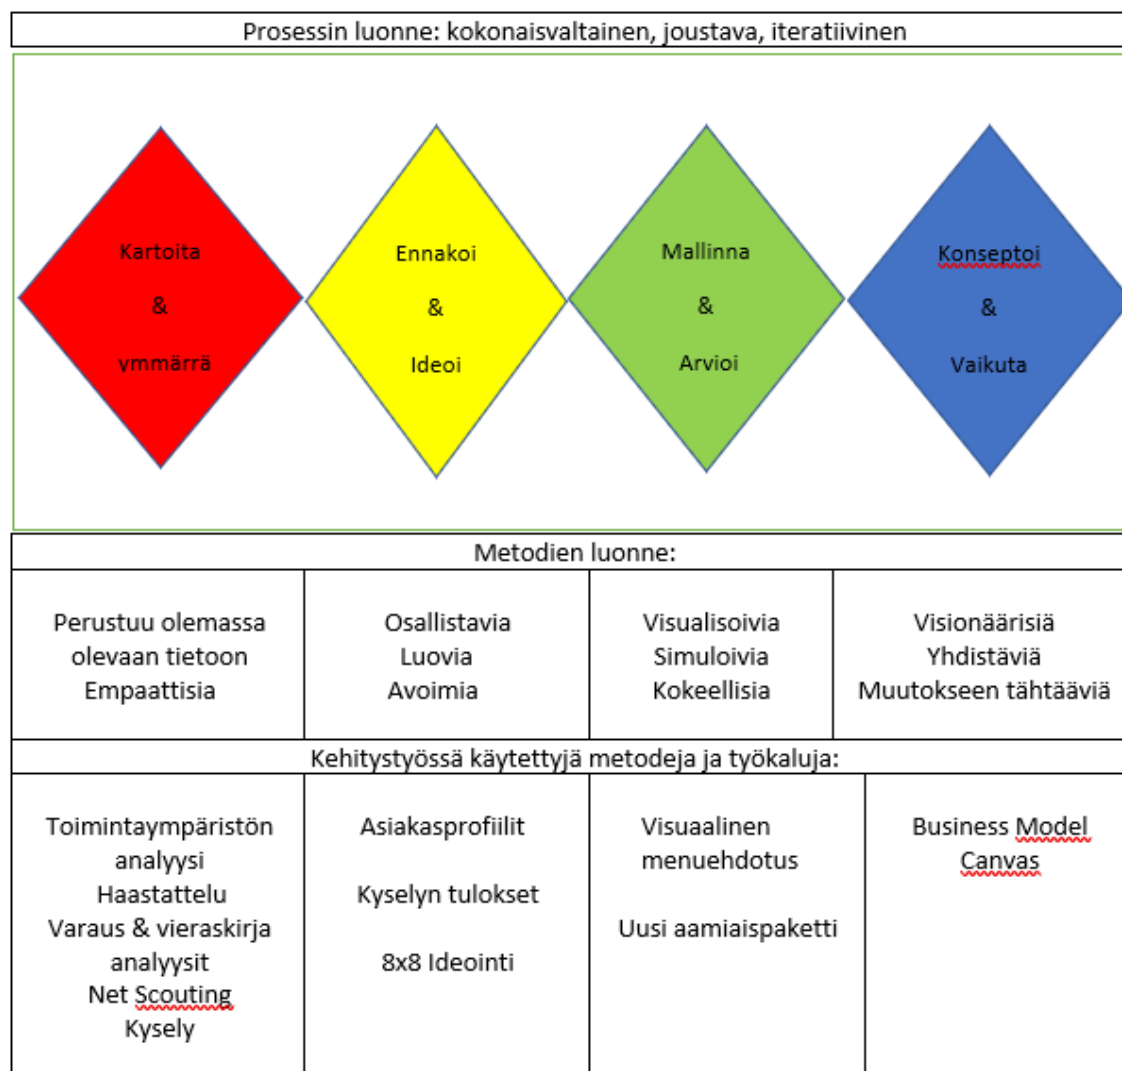 Prosessin luonne: kokonaisvaltainen, joustava, iteratiivinen
Kartoita
&
ymmärrä
Ennakoi
&
Ideoi
Mallinna
&
Arvioi
Konseptoi
&
Vaikuta
Metodien luonne:
Perustuu olemassa
olevaan tietoon
Empaattisia
Osallistavia
Luovia
Avoimia
Visualisoivia
Simuloivia
Kokeellisia
Visionäärisiä
Yhdistäviä
Muutokseen tähtääviä
Kehitystyössä käytettyjä metodeja ja työkaluja:
Toimintaympäristön
analyysi
Haastattelu
Varaus & vieraskirja
analyysit
Net Scouting
Kysely
Asiakasprofiilit
Kyselyn tulokset
8x8 Ideointi
Visuaalinen
menuehdotus
Uusi aamiaispaketti
Business Model
Canvas